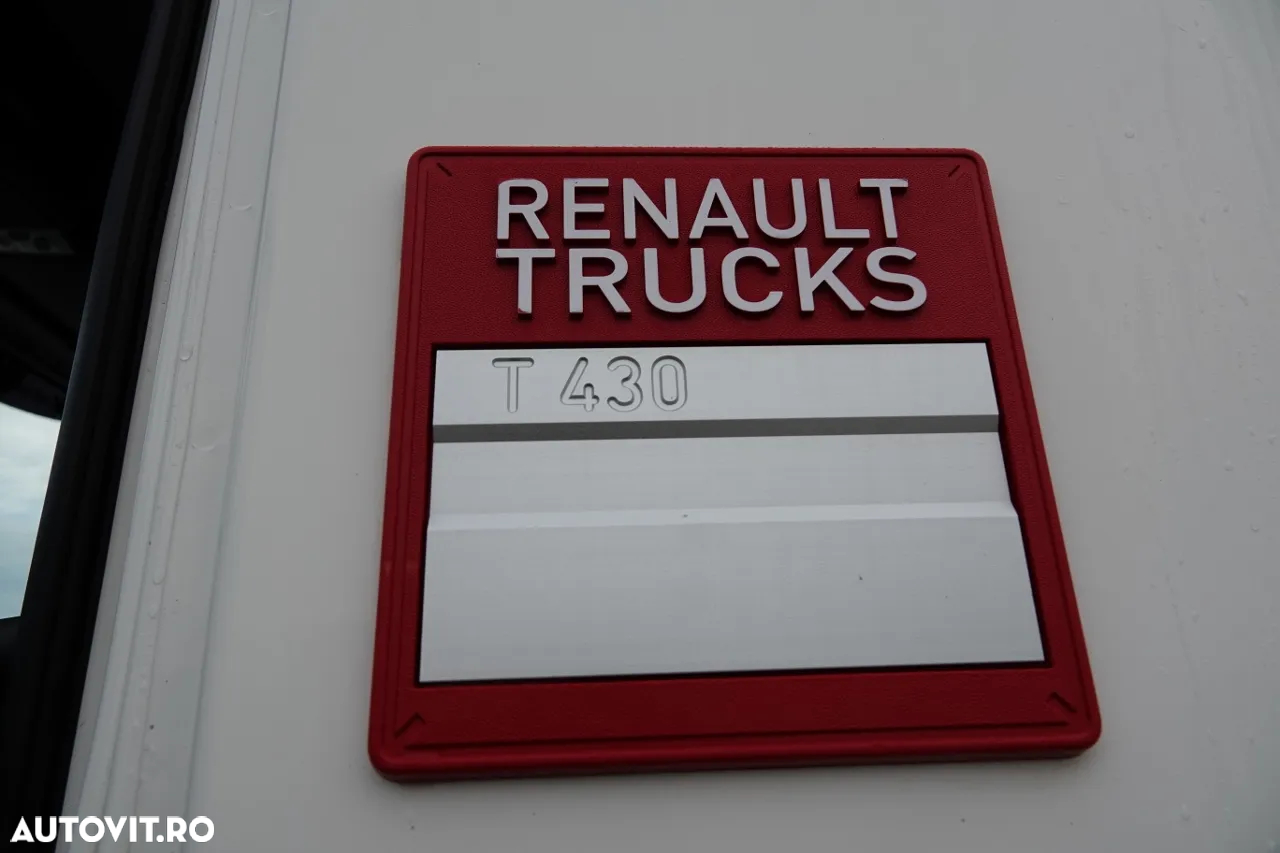 RENAULT
TRUCKS
T 430
AUTOVIT.RO